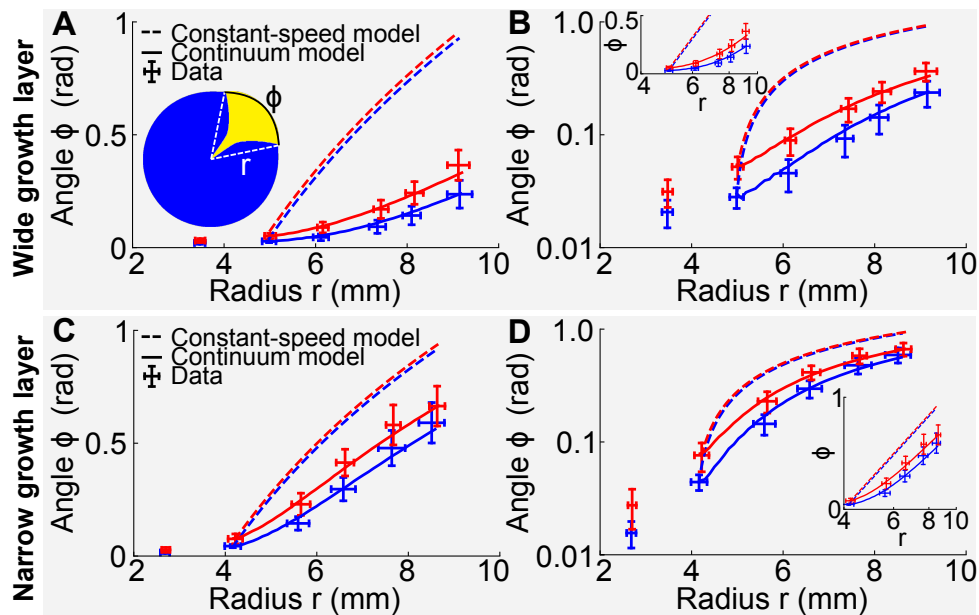 Wide growth layer
A
Constant-speed model
Continuum model
Data
ϕ
r
Angle ϕ (rad)
1
0.5
0
2 4 6 8 10
Radius r (mm)
B
Angle ϕ (rad)
1.0
0.1
0.01
2 4 6 8 10
Radius r (mm)
0.5
ϕ
0
4 6 8 10
r
Narrow growth layer
C
Constant-speed model
Continuum model
Data
Angle ϕ (rad)
1
0.5
0
2 4 6 8 10
Radius r (mm)
D
Angle ϕ (rad)
1.0
0.1
0.01
2 4 6 8 10
Radius r (mm)
1
ϕ
0
4 6 8 10
r